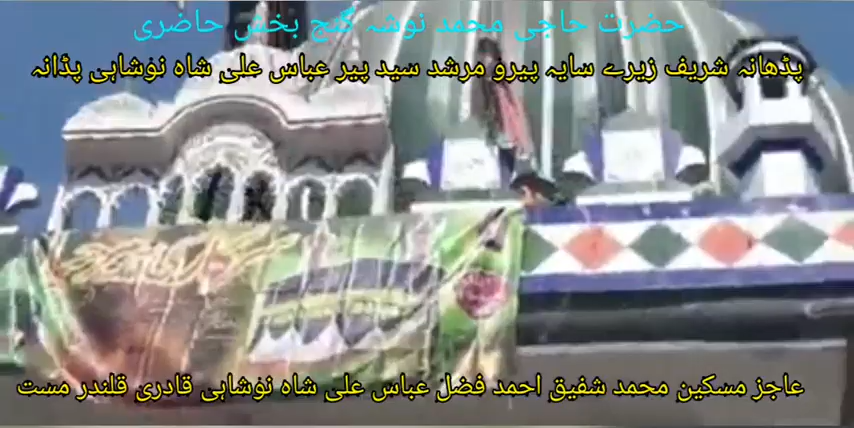 حضرت حاجی محمد نوشہ گنج بخش حاضری
پڈھانہ شریف زیرے سایہ پیرو مرشد سید پیر عباس علی شاہ نوشاہی پڈانہ
عاجز مسکین محمد شفیق احمد فضل عباس علی شاہ نوشاہی قادری قلندر مست